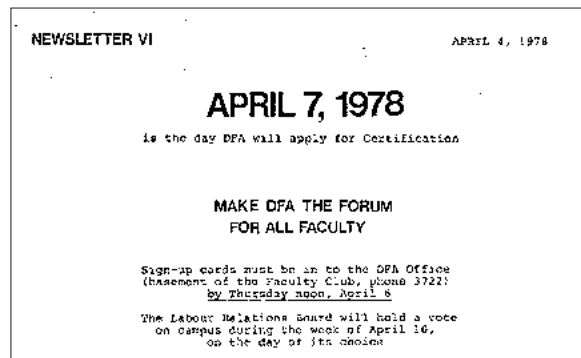 NEWSLETTER VI
APRIL 4, 1978
APRIL 7, 1978
is the day DFA will apply for Certification
MAKE DFA THE FORUM
FOR ALL FACULTY
Sign-up cards must be in to the DFA Office
(basement of the Faculty Club, phone 3722)
by Thursday noon, April 6
The Labour Relations Board will hold a vote
on campus during the week of April 10,
on the day of its choice